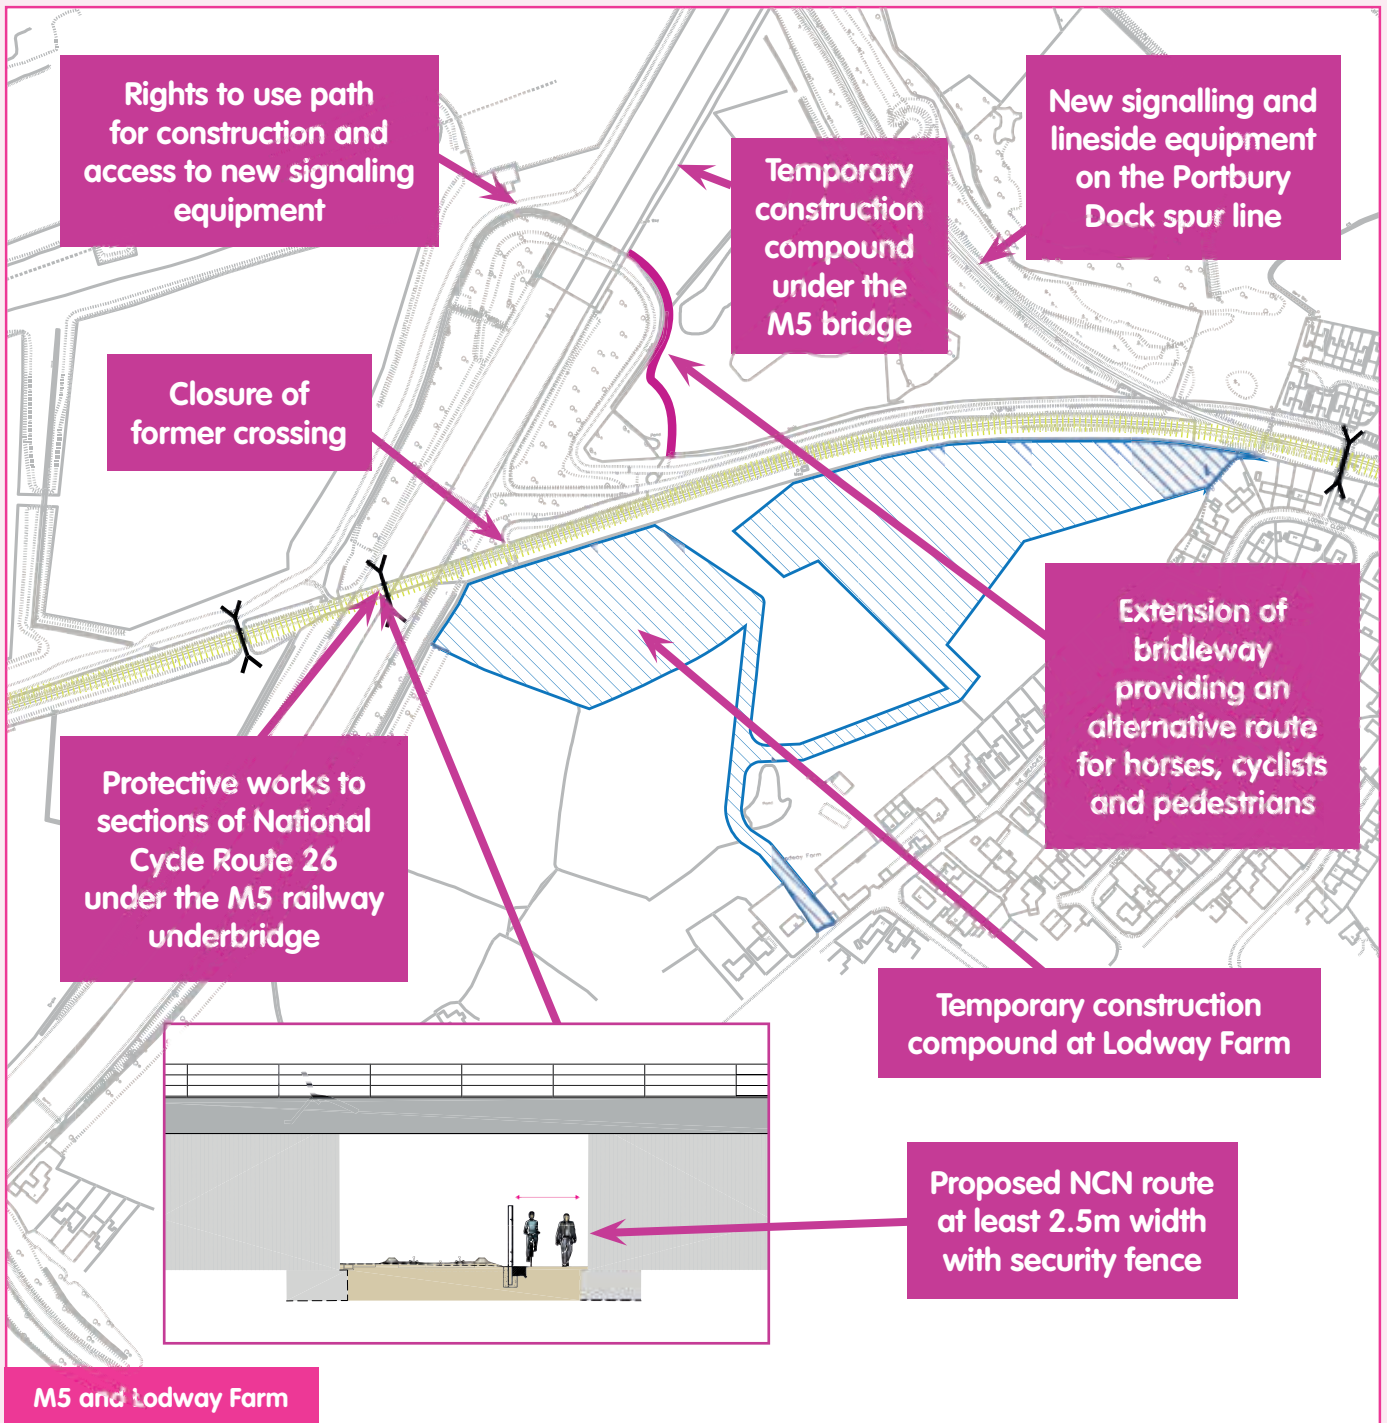 Rights to use path
for construction and
access to new signaling
equipment
New signalling and
lineside equipment
on the Portbury
Dock spur line
Temporary
construction
compound
under the
M5 bridge
Closure of
former crossing
Extension of
bridleway
providing an
alternative route
for horses, cyclists
and pedestrians
Protective works to
sections of National
Cycle Route 26
under the M5 railway
underbridge
Temporary construction
compound at Lodway Farm
Proposed NCN route
at least 2.5m width
with security fence
M5 and Lodway Farm